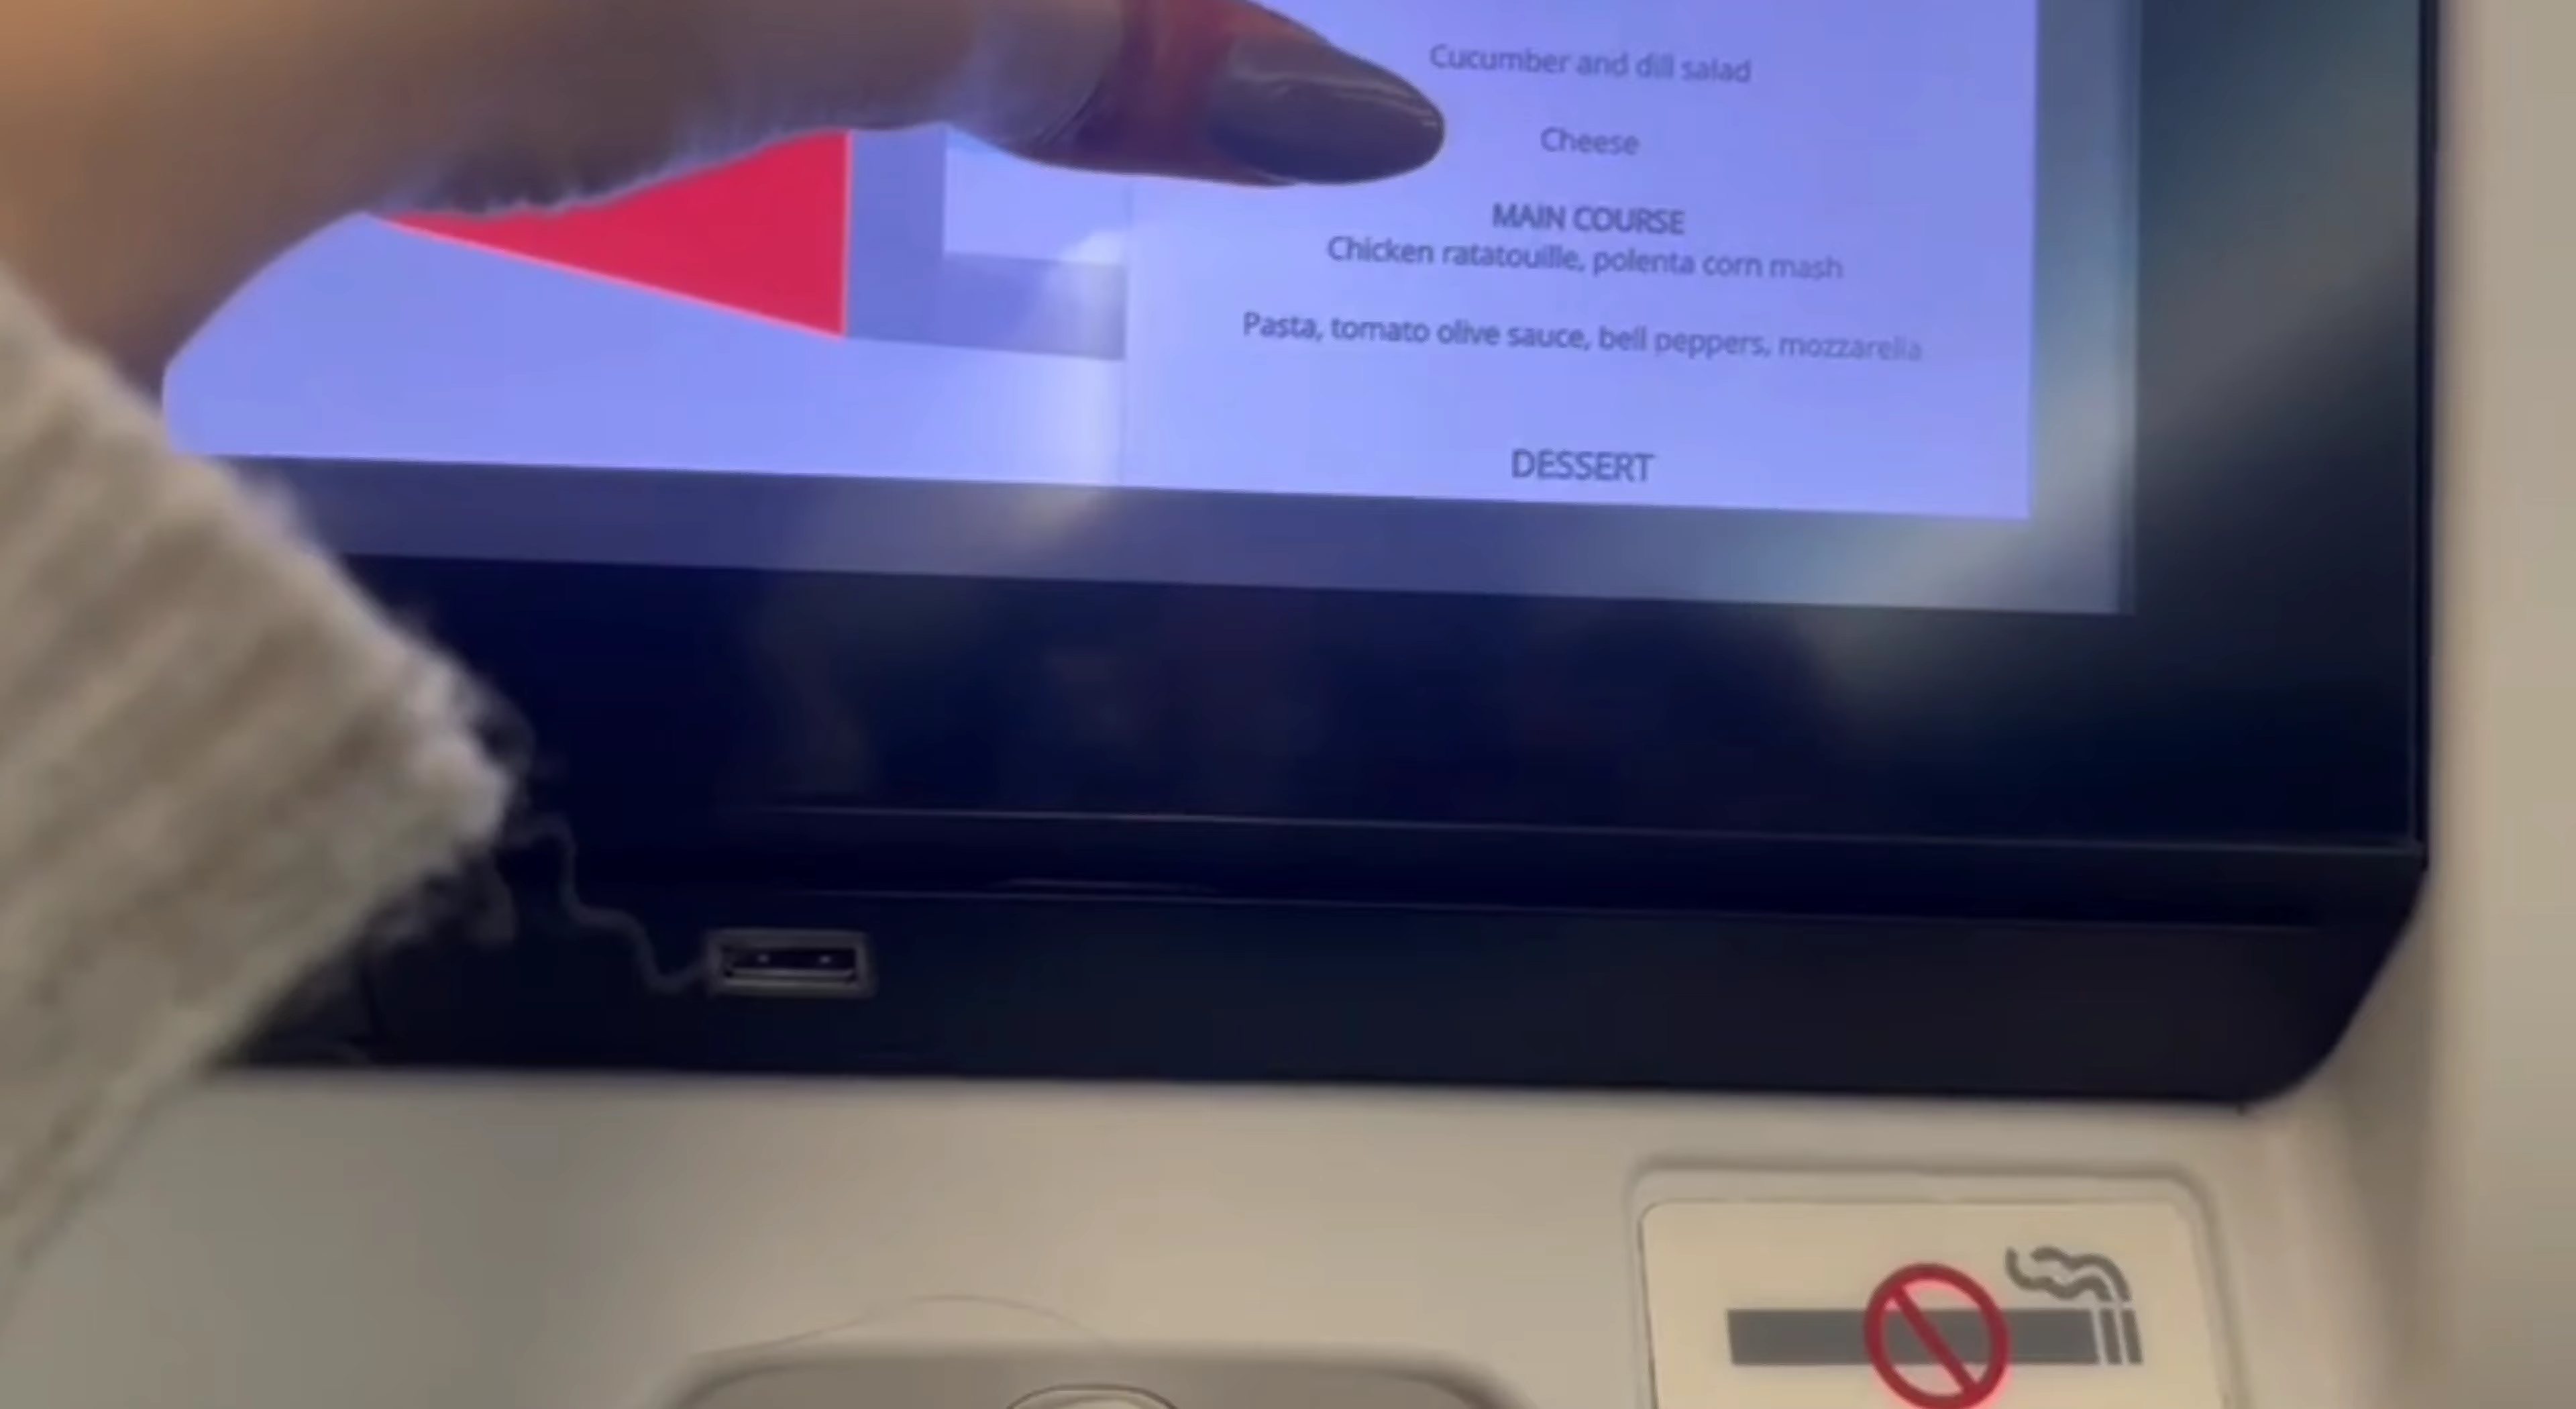 Cucumber and dill salad
Cheese
MAIN COURSE
Chicken ratatouille, polenta corn mash
Pasta, tomato olive sauce, bell peppers, mozzarella
DESSERT